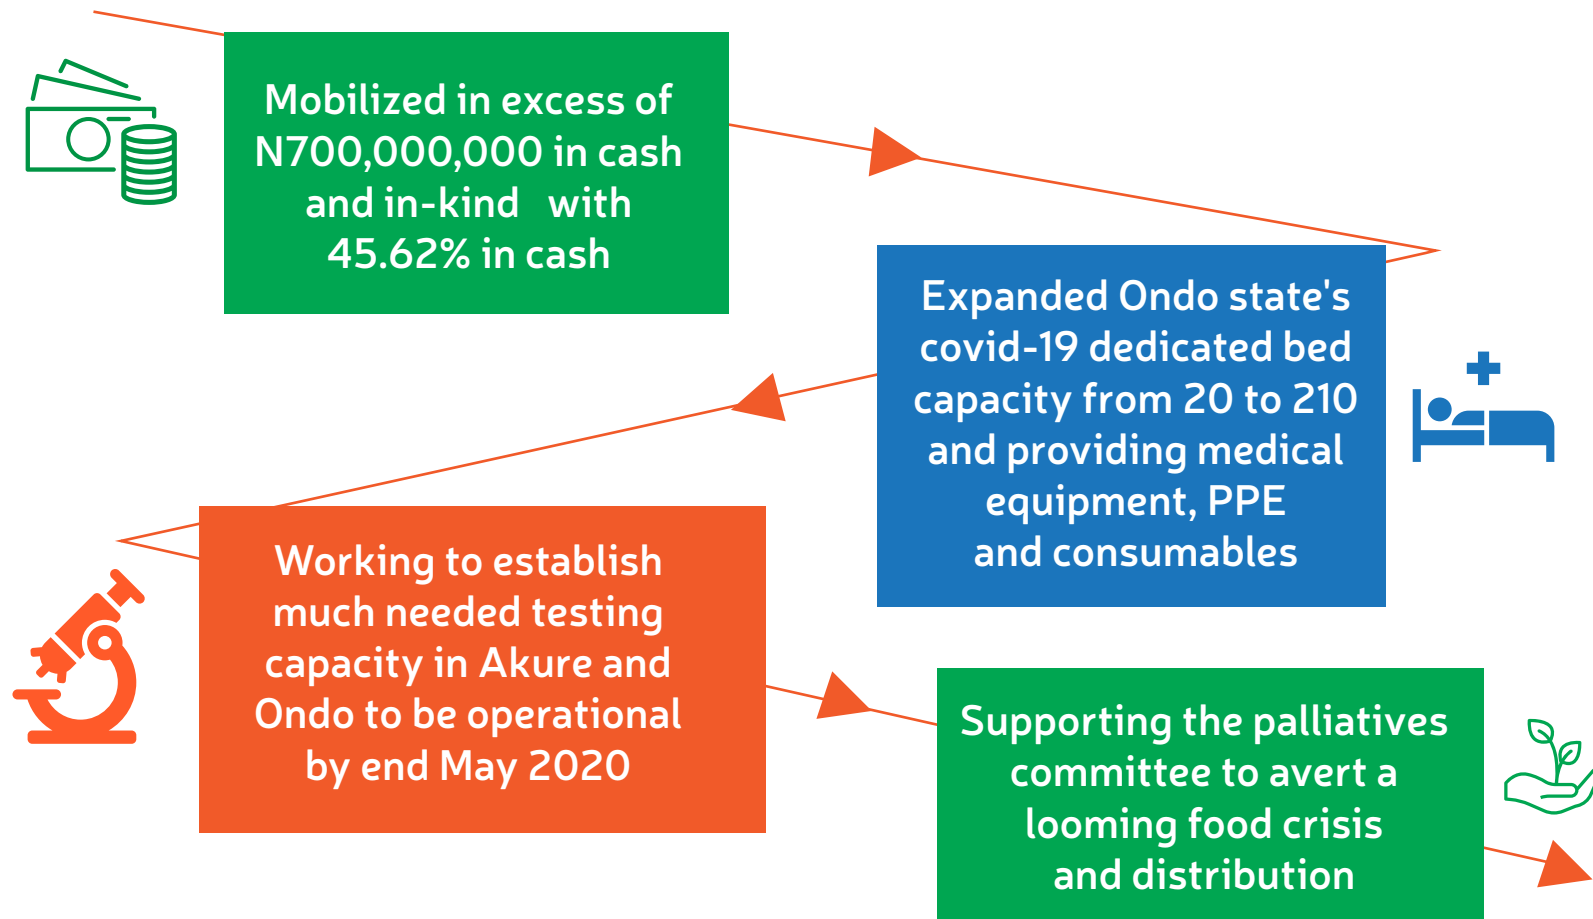 Mobilized in excess of
N700,000,000 in cash
and in-kind with
45.62% in cash
Expanded Ondo state's
covid-19 dedicated bed
capacity from 20 to 210
and providing medical
equipment, PPE
and consumables
Working to establish
much needed testing
capacity in Akure and
Ondo to be operational
by end May 2020
Supporting the palliatives
committee to avert a
looming food crisis
and distribution